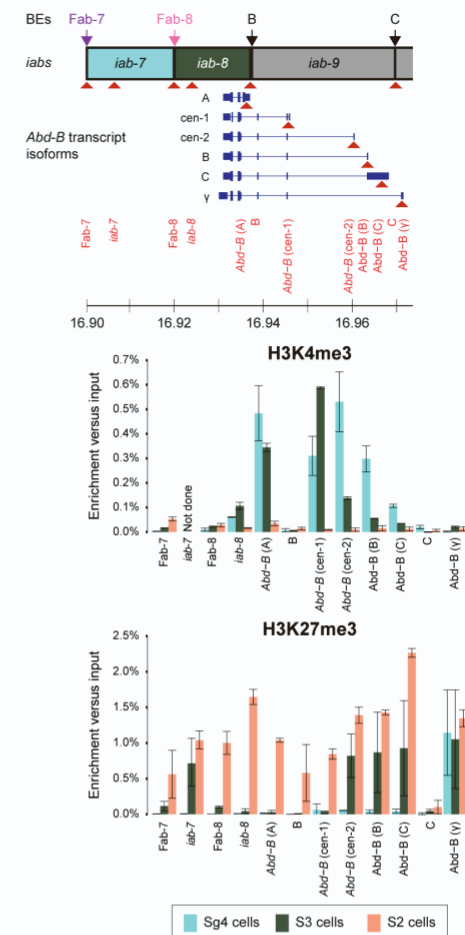 BEs Fab-7 Fab-8 B C
iabs iab-7 iab-8 iab-9
A
cen-1
Abd-B transcript
isoforms
cen-2
B
C
γ
Fab-7 iab-7 Fab-8 iab-8 Abd−B (A) B Abd−B (cen-1) Abd−B (cen-2) Abd−B (B) Abd−B (C) C Abd−B (γ)
16.90 16.92 16.94 16.96
H3K4me3
Enrichment versus input
0.7%
0.6%
0.5%
0.4%
0.3%
0.2%
0.1%
0.0%
Not done
Fab-7 iab-7 Fab-8 iab-8 Abd−B (A) B Abd−B (cen-1) Abd−B (cen-2) Abd−B (B) Abd−B (C) C Abd−B (γ)
H3K27me3
Enrichment versus input
2.5%
2.0%
1.5%
1.0%
0.5%
0.0%
Fab-7 iab-7 Fab-8 iab-8 Abd−B (A) B Abd−B (cen-1) Abd−B (cen-2) Abd−B (B) Abd−B (C) C Abd−B (γ)
Sg4 cells S3 cells S2 cells